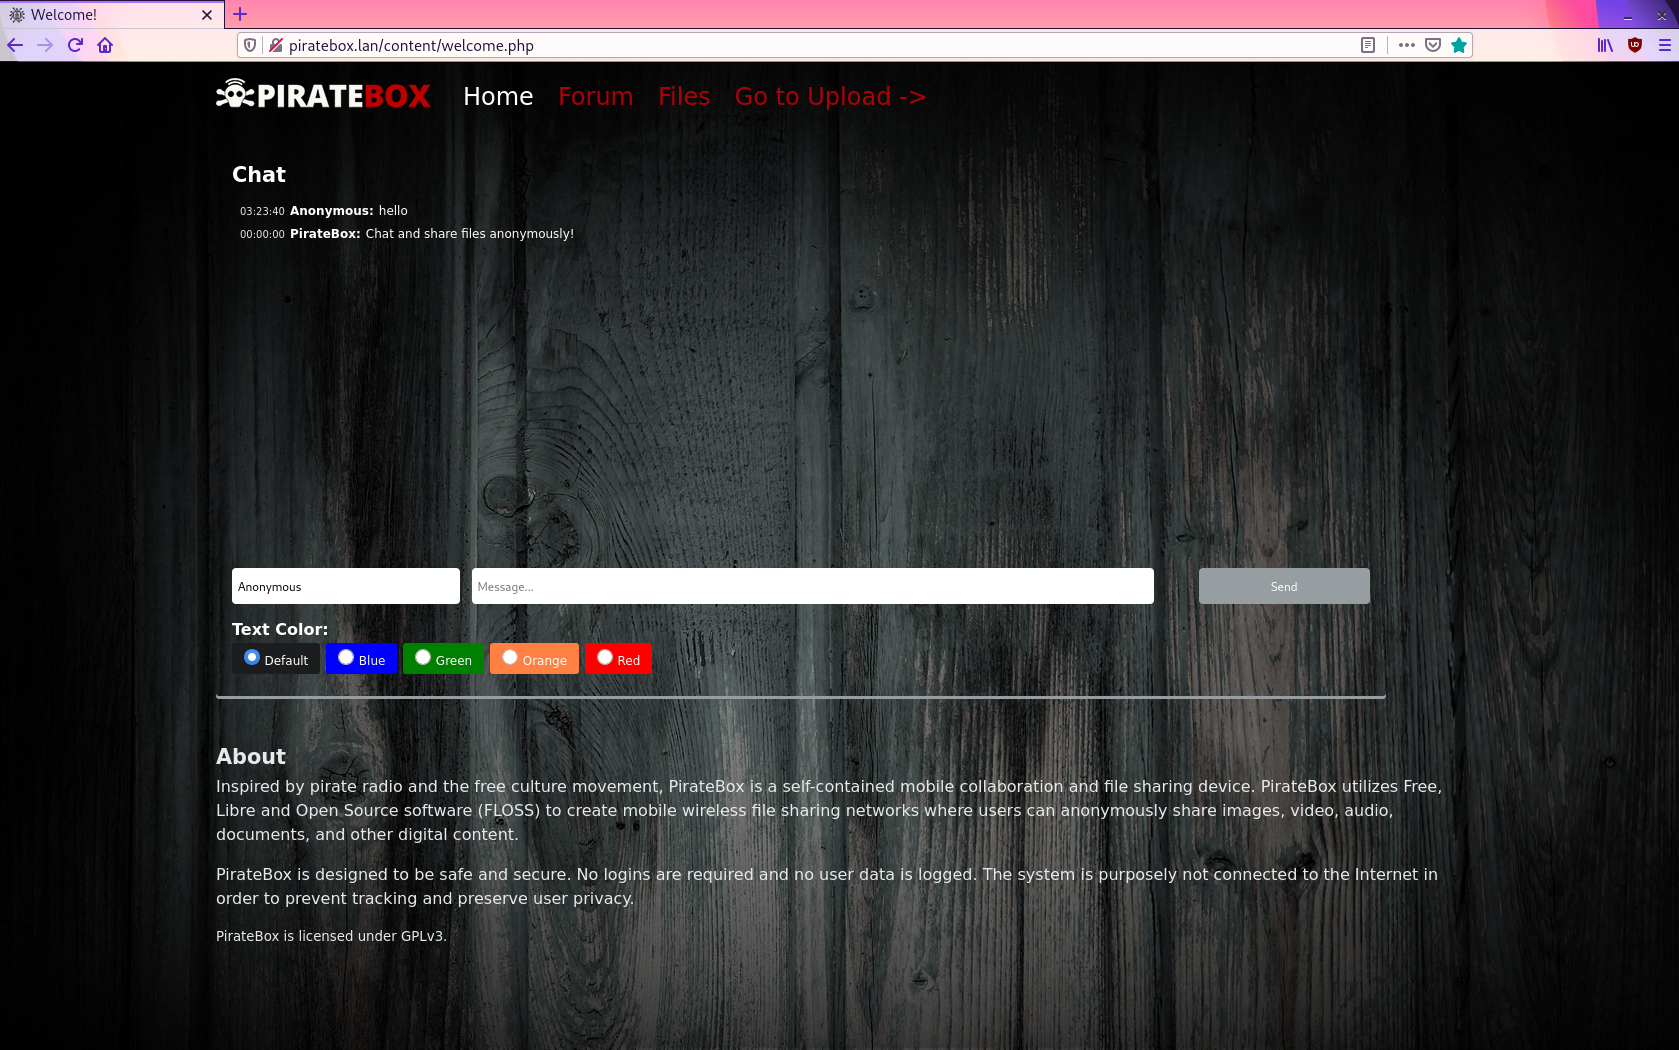 Welcome!
piratebox.lan/content/welcome.php
PIRATEBOX Home Forum Files Go to Upload ->
Chat
03:23:40 Anonymous: hello
00:00:00 PirateBox: Chat and share files anonymously!
Anonymous Message... Send
Text Color:
Default Blue Green Orange Red
About
Inspired by pirate radio and the free culture movement, PirateBox is a self-contained mobile collaboration and file sharing device. PirateBox utilizes Free,
Libre and Open Source software (FLOSS) to create mobile wireless file sharing networks where users can anonymously share images, video, audio,
documents, and other digital content.
PirateBox is designed to be safe and secure. No logins are required and no user data is logged. The system is purposely not connected to the Internet in
order to prevent tracking and preserve user privacy.
PirateBox is licensed under GPLv3.